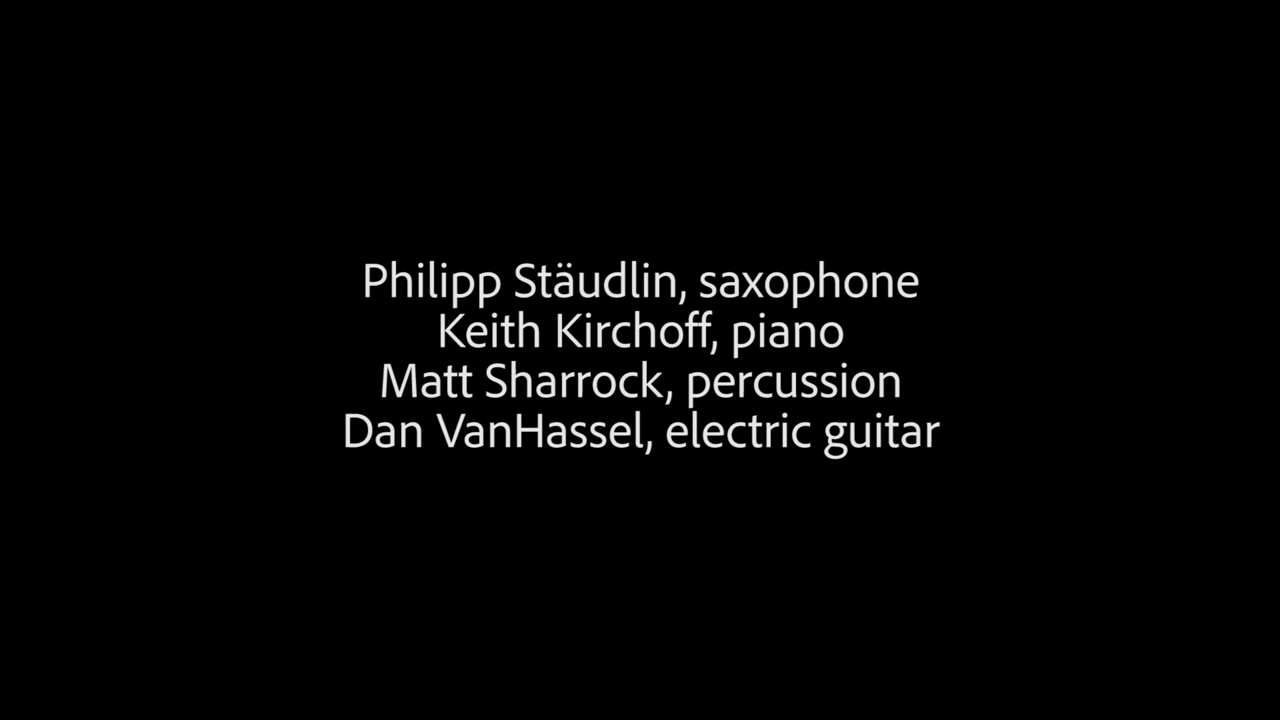 Philipp Stäudlin, saxophone
Keith Kirchoff, piano
Matt Sharrock, percussion
Dan VanHassel, electric guitar